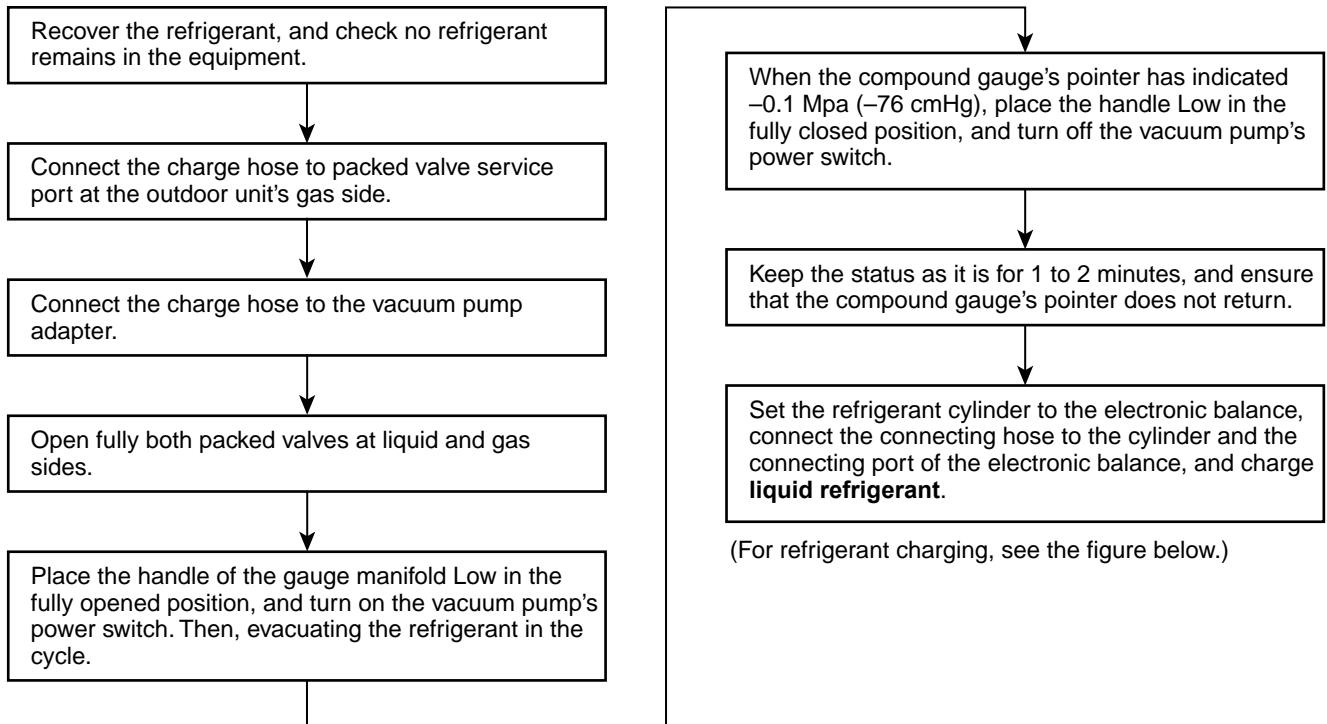 Recover the refrigerant, and check no refrigerant
remains in the equipment.
Connect the charge hose to packed valve service
port at the outdoor unit’s gas side.
Connect the charge hose to the vacuum pump
adapter.
Open fully both packed valves at liquid and gas
sides.
Place the handle of the gauge manifold Low in the
fully opened position, and turn on the vacuum pump’s
power switch. Then, evacuating the refrigerant in the
cycle.
When the compound gauge’s pointer has indicated
–0.1 Mpa (–76 cmHg), place the handle Low in the
fully closed position, and turn off the vacuum pump’s
power switch.
Keep the status as it is for 1 to 2 minutes, and ensure
that the compound gauge’s pointer does not return.
Set the refrigerant cylinder to the electronic balance,
connect the connecting hose to the cylinder and the
connecting port of the electronic balance, and charge
liquid refrigerant.
(For refrigerant charging, see the figure below.)